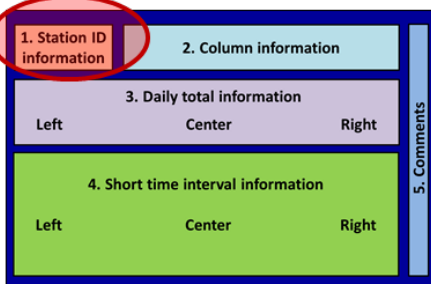 1. Station ID
information
2. Column information
3. Daily total information
Left Center Right
4. Short time interval information
Left Center Right
5. Comments